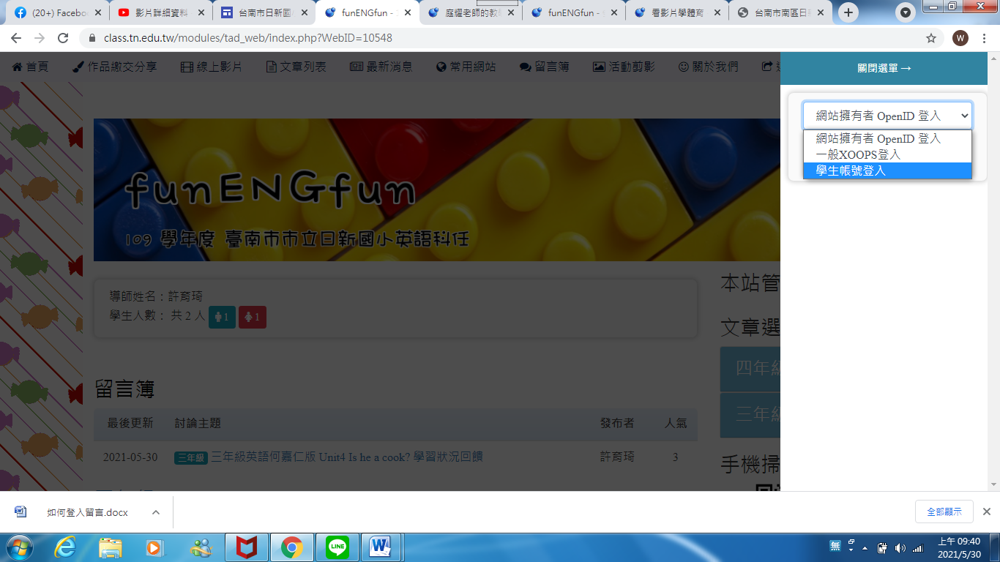 (20+) Faceboo
影片詳細資料
台南市日新國小
funENGfun -
庭燿老師的教
funENGfun -
看影片學體育
台南市南區日
class.tn.edu.tw/modules/tad_web/index.php?WebID=10548
W
首頁
作品繳交分享
線上影片
文章列表
最新消息
常用網站
留言簿
活動剪影
關於我們
關閉選單 →
網站擁有者 OpenID 登入
網站擁有者 OpenID 登入
一般XOOPS登入
學生帳號登入
funENGfun
109 學年度 臺南市市立日新國小英語科任
導師姓名：許育琦
學生人數： 共 2 人 1 1
本站管
文章選
四年級
三年級
手機掃
留言簿
最後更新 討論主題 發布者 人氣
2021-05-30 三年級 三年級英語何嘉仁版 Unit4 Is he a cook? 學習狀況回饋 許育琦 3
如何登入留言.docx
全部顯示
LINE
無
上午 09:40
2021/5/30